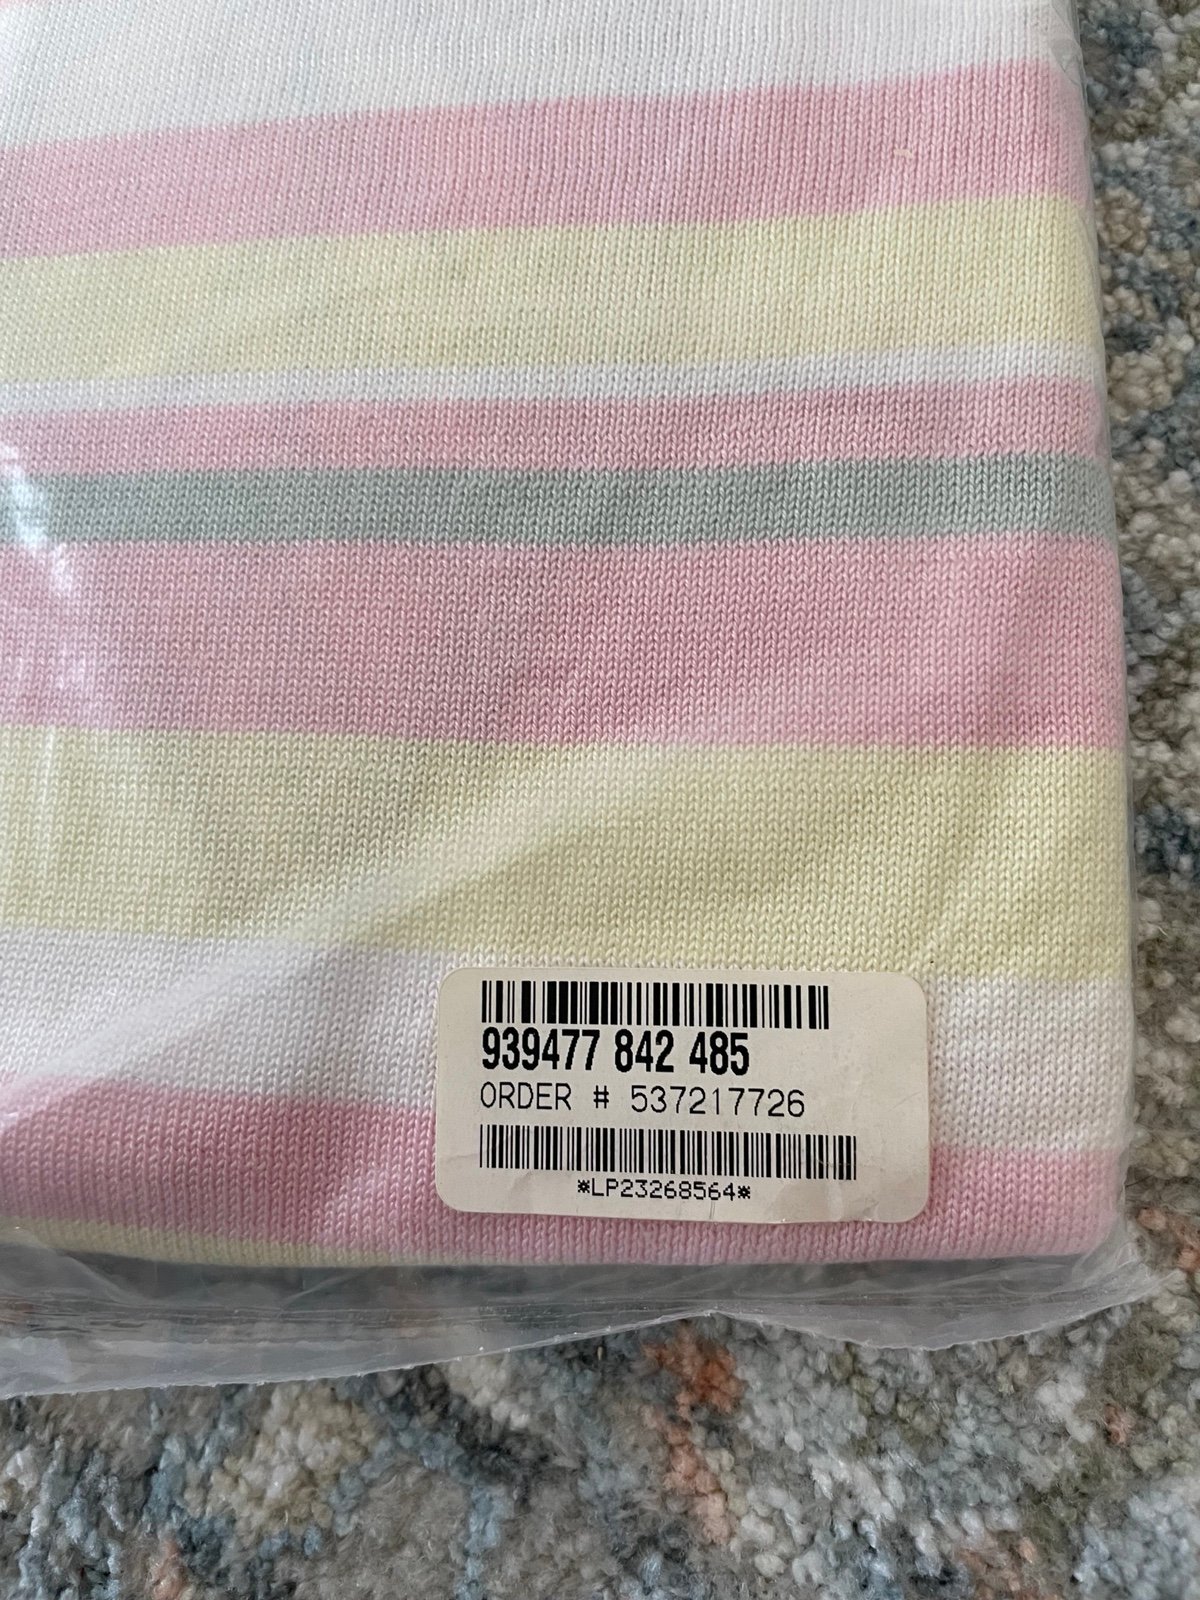 939477 842 485
ORDER # 537217726
*LP23268564*